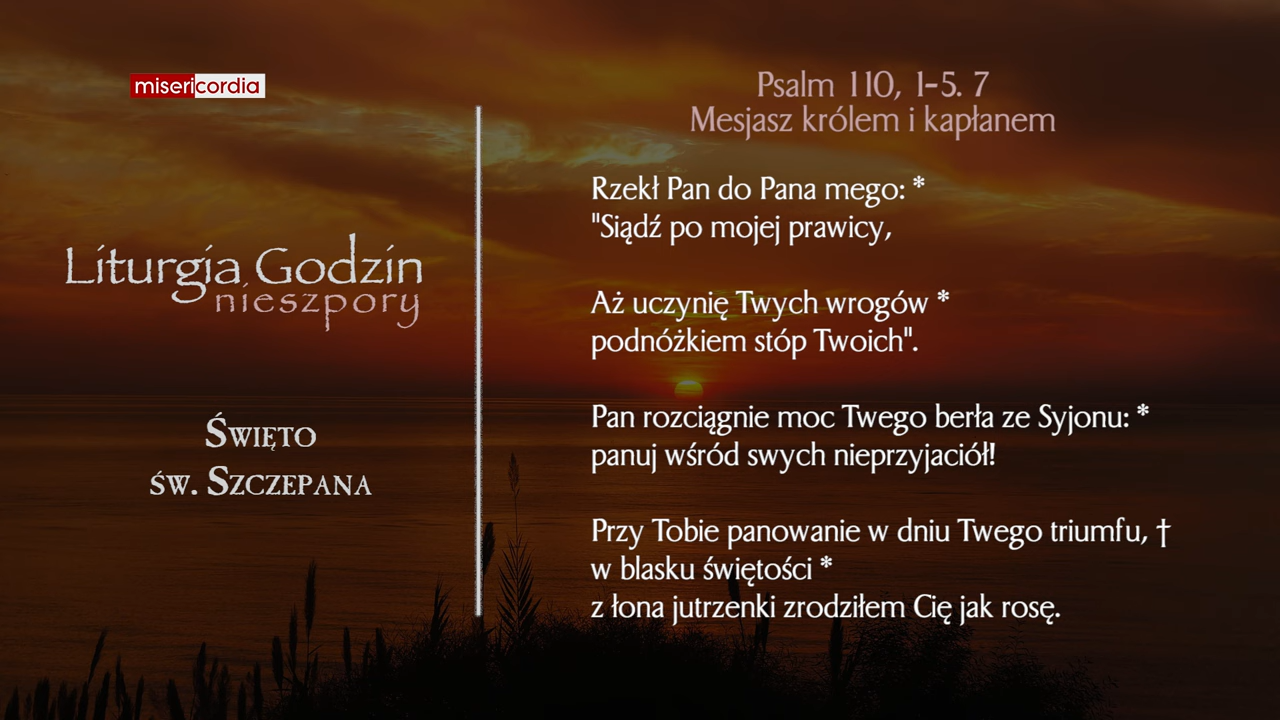 misericordia
Liturgia Godzin
nieszpory
Święto
św. Szczepana
Psalm 110, 1-5. 7
Mesjasz królem i kapłanem
Rzekł Pan do Pana mego: *
"Siądź po mojej prawicy,
Aż uczynię Twych wrogów *
podnóżkiem stóp Twoich".
Pan rozciągnie moc Twego berła ze Syjonu: *
panuj wśród swych nieprzyjaciół!
Przy Tobie panowanie w dniu Twego triumfu, †
w blasku świętości *
z łona jutrzenki zrodziłem Cię jak rosę.